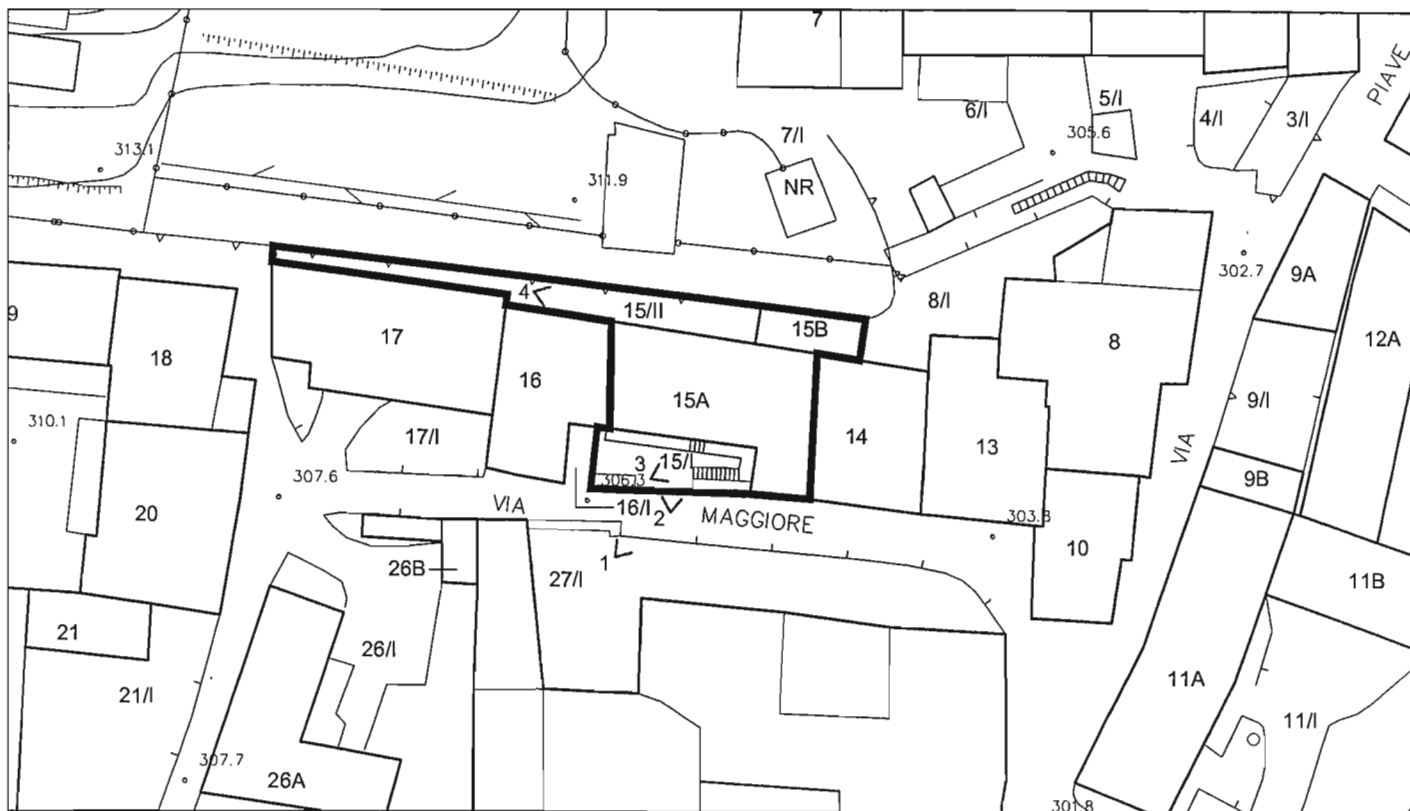 7
PIAVE
6/I
5/I
4/I
3/I
305.6
7/I
313.1
311.9
NR
302.7
9A
4
15/II
15B
8/I
9
18
17
16
8
12A
15A
9/I
310.1
17/I
14
13
VIA
3
15/I
307.6
306.3
9B
VIA
16/I
2
MAGGIORE
303.8
20
10
1
26B
27/I
11B
21
26/I
11A
21/I
11/I
307.7
26A
301.8